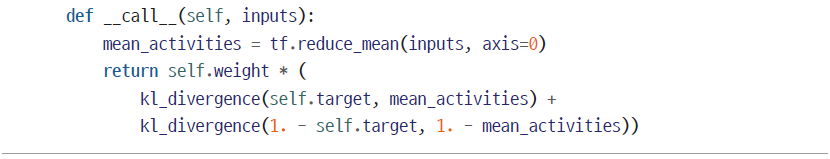 def __call__(self, inputs):
mean_activities = tf.reduce_mean(inputs, axis=0)
return self.weight * (
kl_divergence(self.target, mean_activities) +
kl_divergence(1. - self.target, 1. - mean_activities))